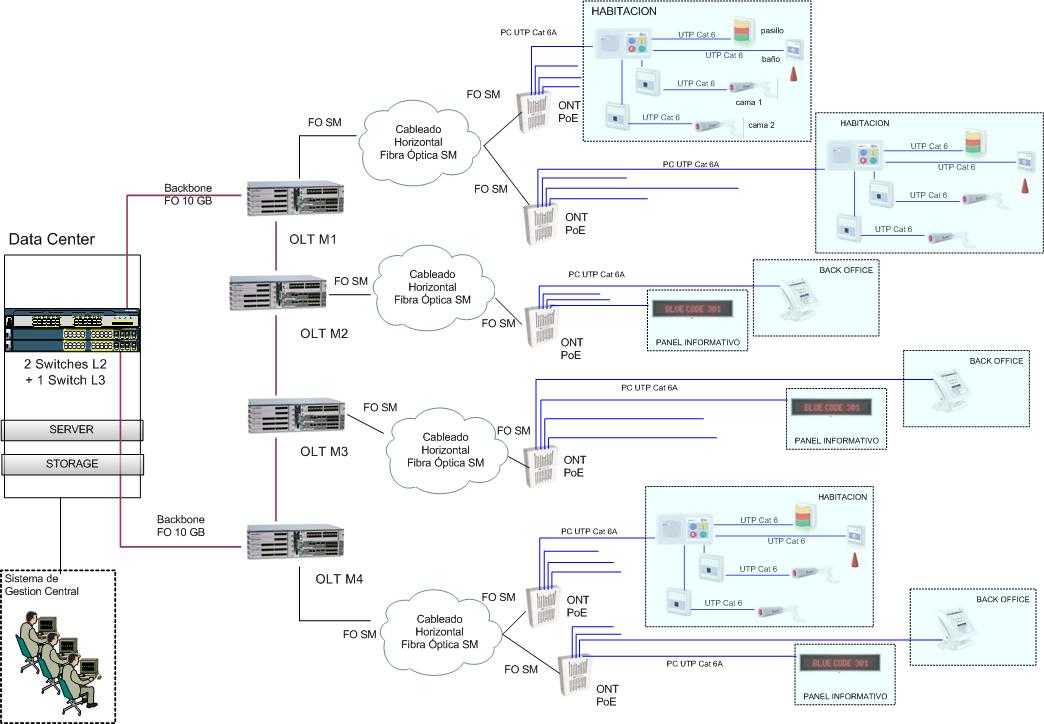 HABITACION
PC UTP Cat 6A
UTP Cat 6
pasillo
UTP Cat 6
baño
FO SM
ONT
PoE
UTP Cat 6
cama 1
UTP Cat 6
cama 2
FO SM
Cableado
Horizontal
Fibra Óptica SM
HABITACION
UTP Cat 6
PC UTP Cat 6A
UTP Cat 6
FO SM
UTP Cat 6
ONT
PoE
UTP Cat 6
Backbone
FO 10 GB
OLT M1
Data Center
Cableado
Horizontal
Fibra Óptica SM
FO SM
PC UTP Cat 6A
BACK OFFICE
BLUE CODE 301
FO SM
OLT M2
ONT
PoE
PANEL INFORMATIVO
2 Switches L2
+ 1 Switch L3
BACK OFFICE
PC UTP Cat 6A
FO SM
BLUE CODE 301
SERVER
FO SM
Cableado
Horizontal
Fibra Óptica SM
PANEL INFORMATIVO
OLT M3
STORAGE
ONT
PoE
HABITACION
Backbone
FO 10 GB
PC UTP Cat 6A
UTP Cat 6
UTP Cat 6
UTP Cat 6
OLT M4
Sistema de
Gestion Central
FO SM
ONT
PoE
UTP Cat 6
BACK OFFICE
Cableado
Horizontal
Fibra Óptica SM
FO SM
FO SM
PC UTP Cat 6A
BLUE CODE 301
ONT
PoE
PANEL INFORMATIVO